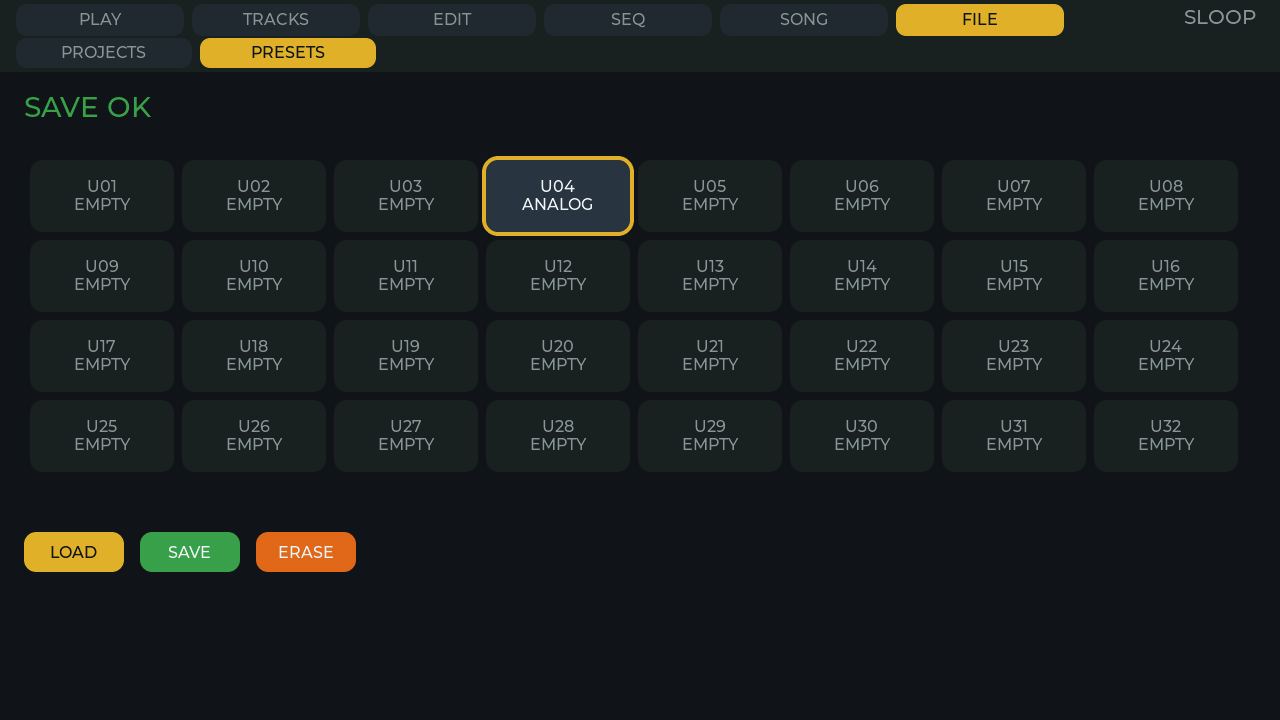 PLAY TRACKS EDIT SEQ SONG FILE SLOOP
PROJECTS PRESETS
SAVE OK
U01 U02 U03 U04 U05 U06 U07 U08
EMPTY EMPTY EMPTY ANALOG EMPTY EMPTY EMPTY EMPTY
U09 U10 U11 U12 U13 U14 U15 U16
EMPTY EMPTY EMPTY EMPTY EMPTY EMPTY EMPTY EMPTY
U17 U18 U19 U20 U21 U22 U23 U24
EMPTY EMPTY EMPTY EMPTY EMPTY EMPTY EMPTY EMPTY
U25 U26 U27 U28 U29 U30 U31 U32
EMPTY EMPTY EMPTY EMPTY EMPTY EMPTY EMPTY EMPTY
LOAD SAVE ERASE